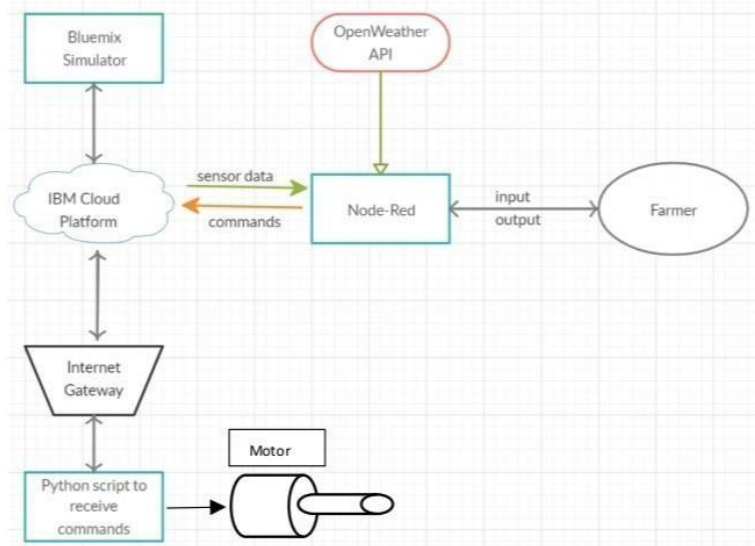 Bluemix
Simulator
OpenWeather
API
sensor data
IBM Cloud
Platform
commands
Node-Red
input
output
Farmer
Internet
Gateway
Motor
Python script to
receive
commands